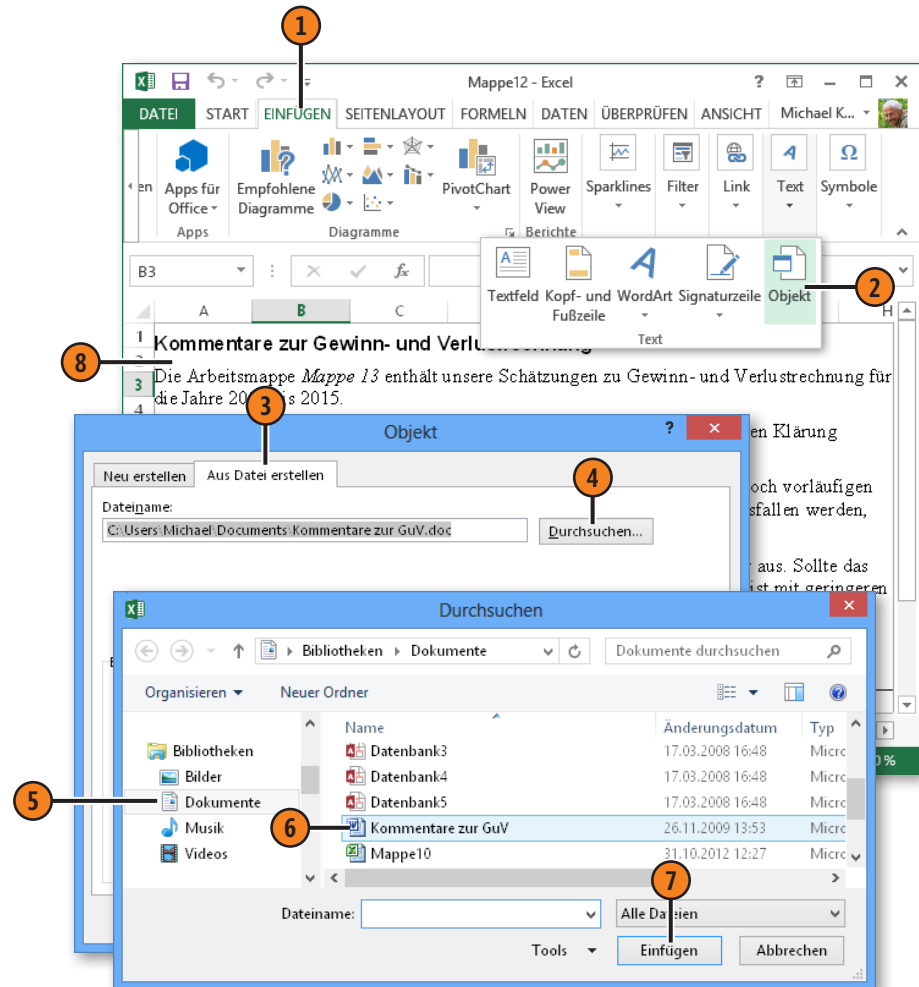 1
Mappe12 - Excel
?
DATEI START EINFÜGEN SEITENLAYOUT FORMELN DATEN ÜBERPRÜFEN ANSICHT Michael K...
en Apps für Office Empfohlene Diagramme PivotChart Power View Sparklines Filter Link Text Symbole
Apps Diagramme Berichte
2
Textfeld Kopf- und Fußzeile WordArt Signaturzeile Objekt
Text
B3 fx
A B C H
1 Kommentare zur Gewinn- und Verlustrechnung
8
3 Die Arbeitsmappe Mappe 13 enthält unsere Schätzungen zu Gewinn- und Verlustrechnung für
4 die Jahre 20 is 2015.
3
Objekt ?
en Klärung
Neu erstellen Aus Datei erstellen
4
och vorläufigen
Dateiname:
sfallen werden,
C:\Users\Michael\Documents\Kommentare zur GuV.doc Durchsuchen...
aus. Sollte das
ist mit geringeren
Durchsuchen
Bibliotheken Dokumente Dokumente durchsuchen
Organisieren Neuer Ordner
Name Änderungsdatum Typ
Bibliotheken Datenbank3 17.03.2008 16:48 Micro
0 %
Bilder Datenbank4 17.03.2008 16:48 Micro
5 Dokumente Datenbank5 17.03.2008 16:48 Micro
Musik 6 Kommentare zur GuV 26.11.2009 13:53 Micro
Videos Mappe10 31.10.2012 12:27 Micro
7
Dateiname: Alle Dateien
Tools Einfügen Abbrechen